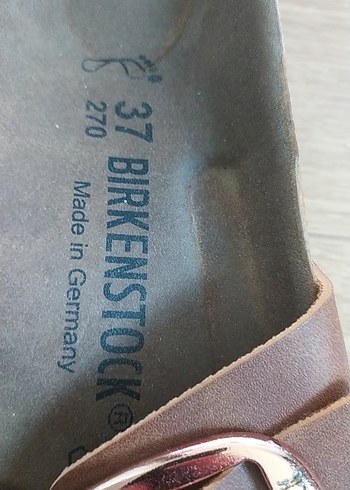 37 BIRKENSTOCK®
270
Made in Germany